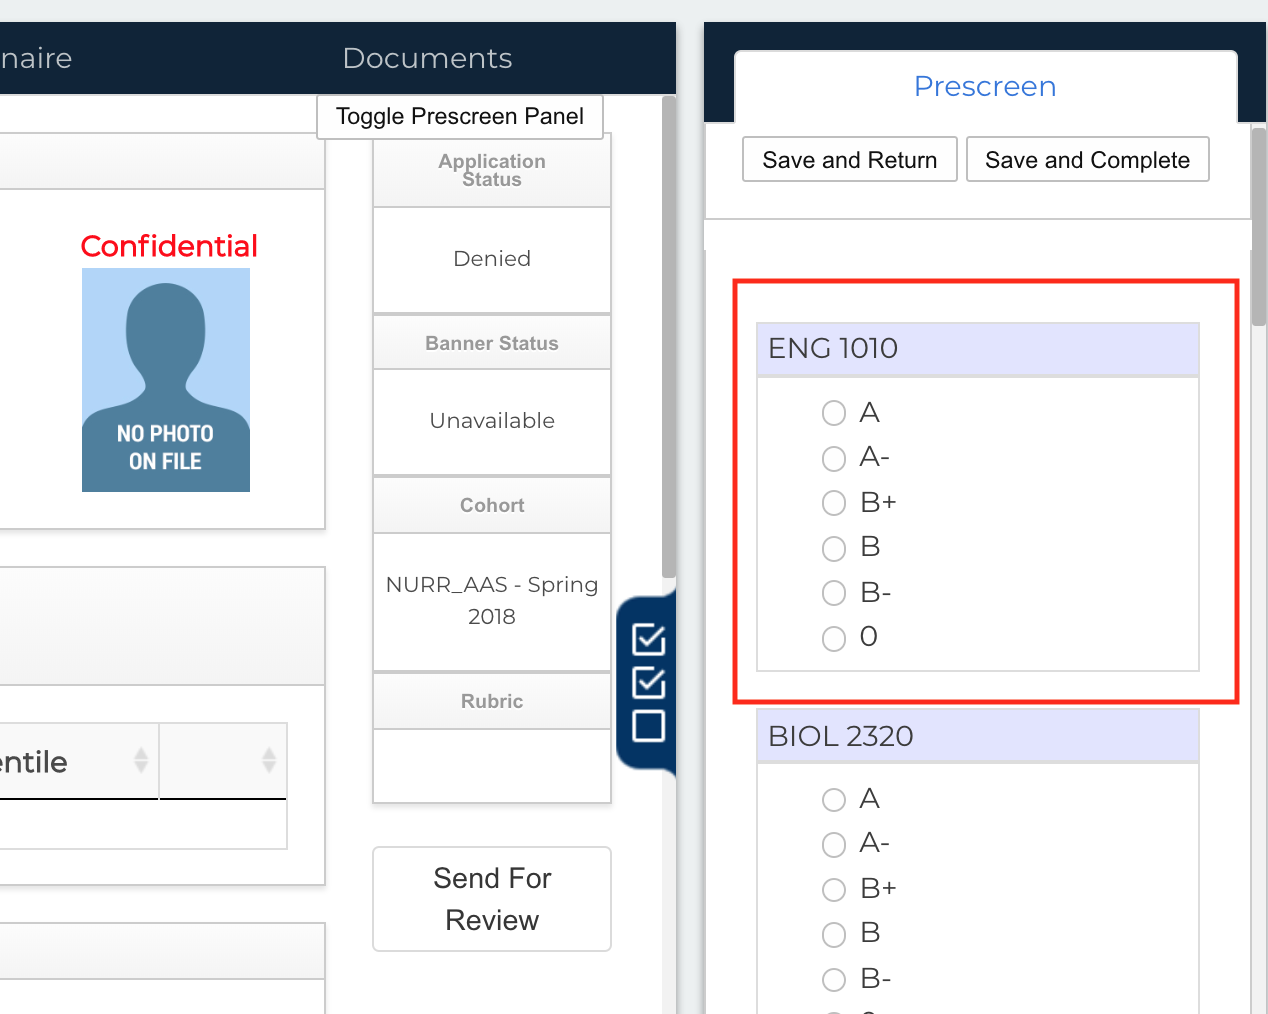 naire
Documents
Toggle Prescreen Panel
Confidential
NO PHOTO
ON FILE
entile
Application
Status
Denied
Banner Status
Unavailable
Cohort
NURR_AAS - Spring
2018
Rubric
Send For
Review
Prescreen
Save and Return
Save and Complete
ENG 1010
A
A-
B+
B
B-
0
BIOL 2320
A
A-
B+
B
B-